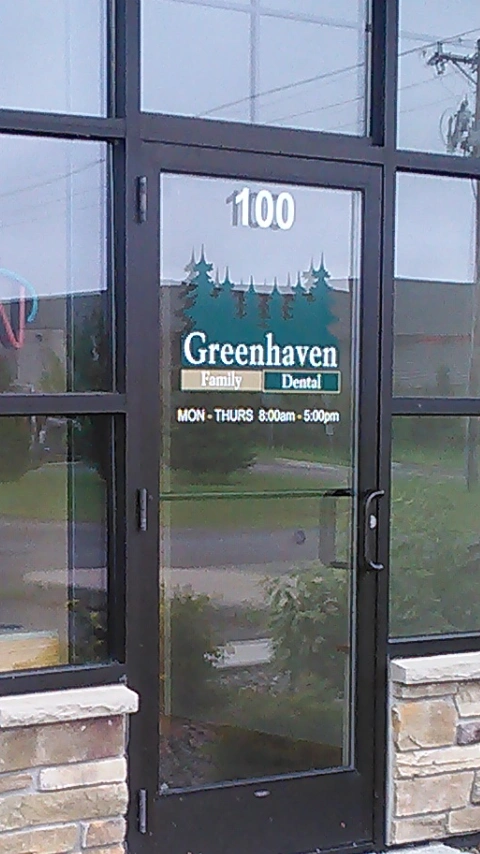 100
Greenhaven
Family Dental
MON - THURS 8:00am - 5:00pm